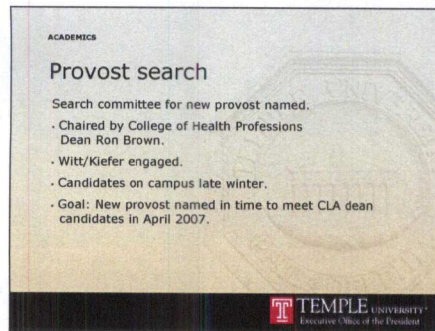 ACADEMICS
Provost search
Search committee for new provost named.
· Chaired by College of Health Professions
Dean Ron Brown.
· Witt/Kiefer engaged.
· Candidates on campus late winter.
· Goal: New provost named in time to meet CLA dean
candidates in April 2007.
T TEMPLE UNIVERSITY
Executive Office of the President